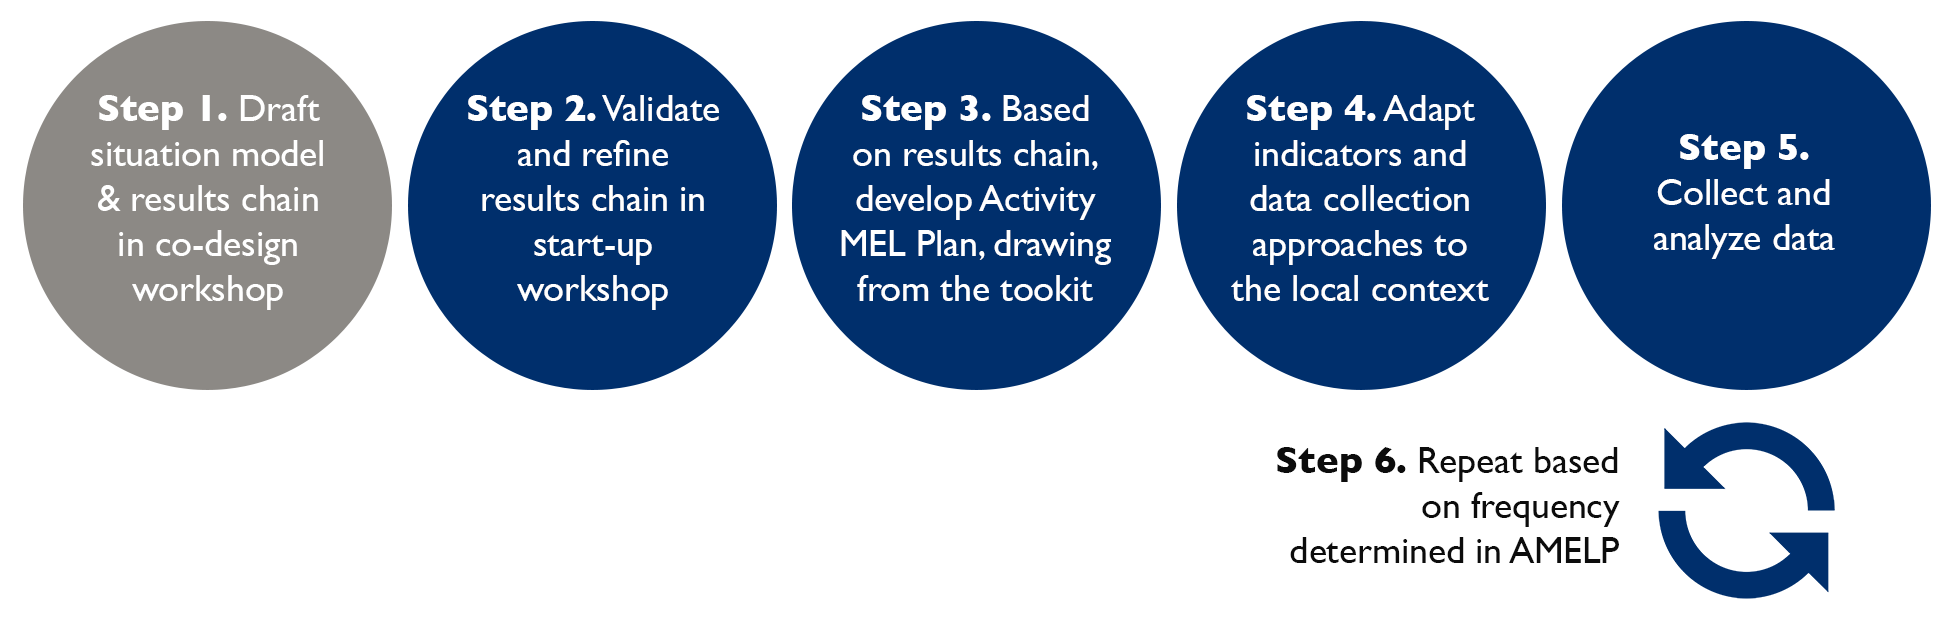 Step 1. Draft
situation model
& results chain
in co-design
workshop
Step 2. Validate
and refine
results chain in
start-up
workshop
Step 3. Based
on results chain,
develop Activity
MEL Plan, drawing
from the tookit
Step 4. Adapt
indicators and
data collection
approaches to
the local context
Step 5.
Collect and
analyze data
Step 6. Repeat based
on frequency
determined in AMELP